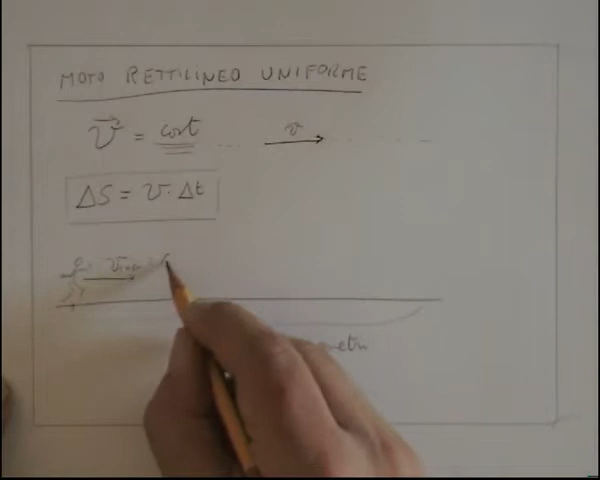 MOTO RETTILINEO UNIFORME
v⃗ = cost ... v
ΔS = v · Δt